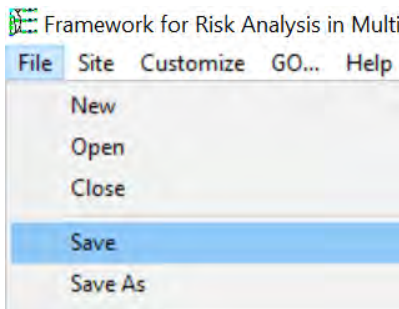 Framework for Risk Analysis in Multi
File Site Customize GO... Help
New
Open
Close
Save
Save As